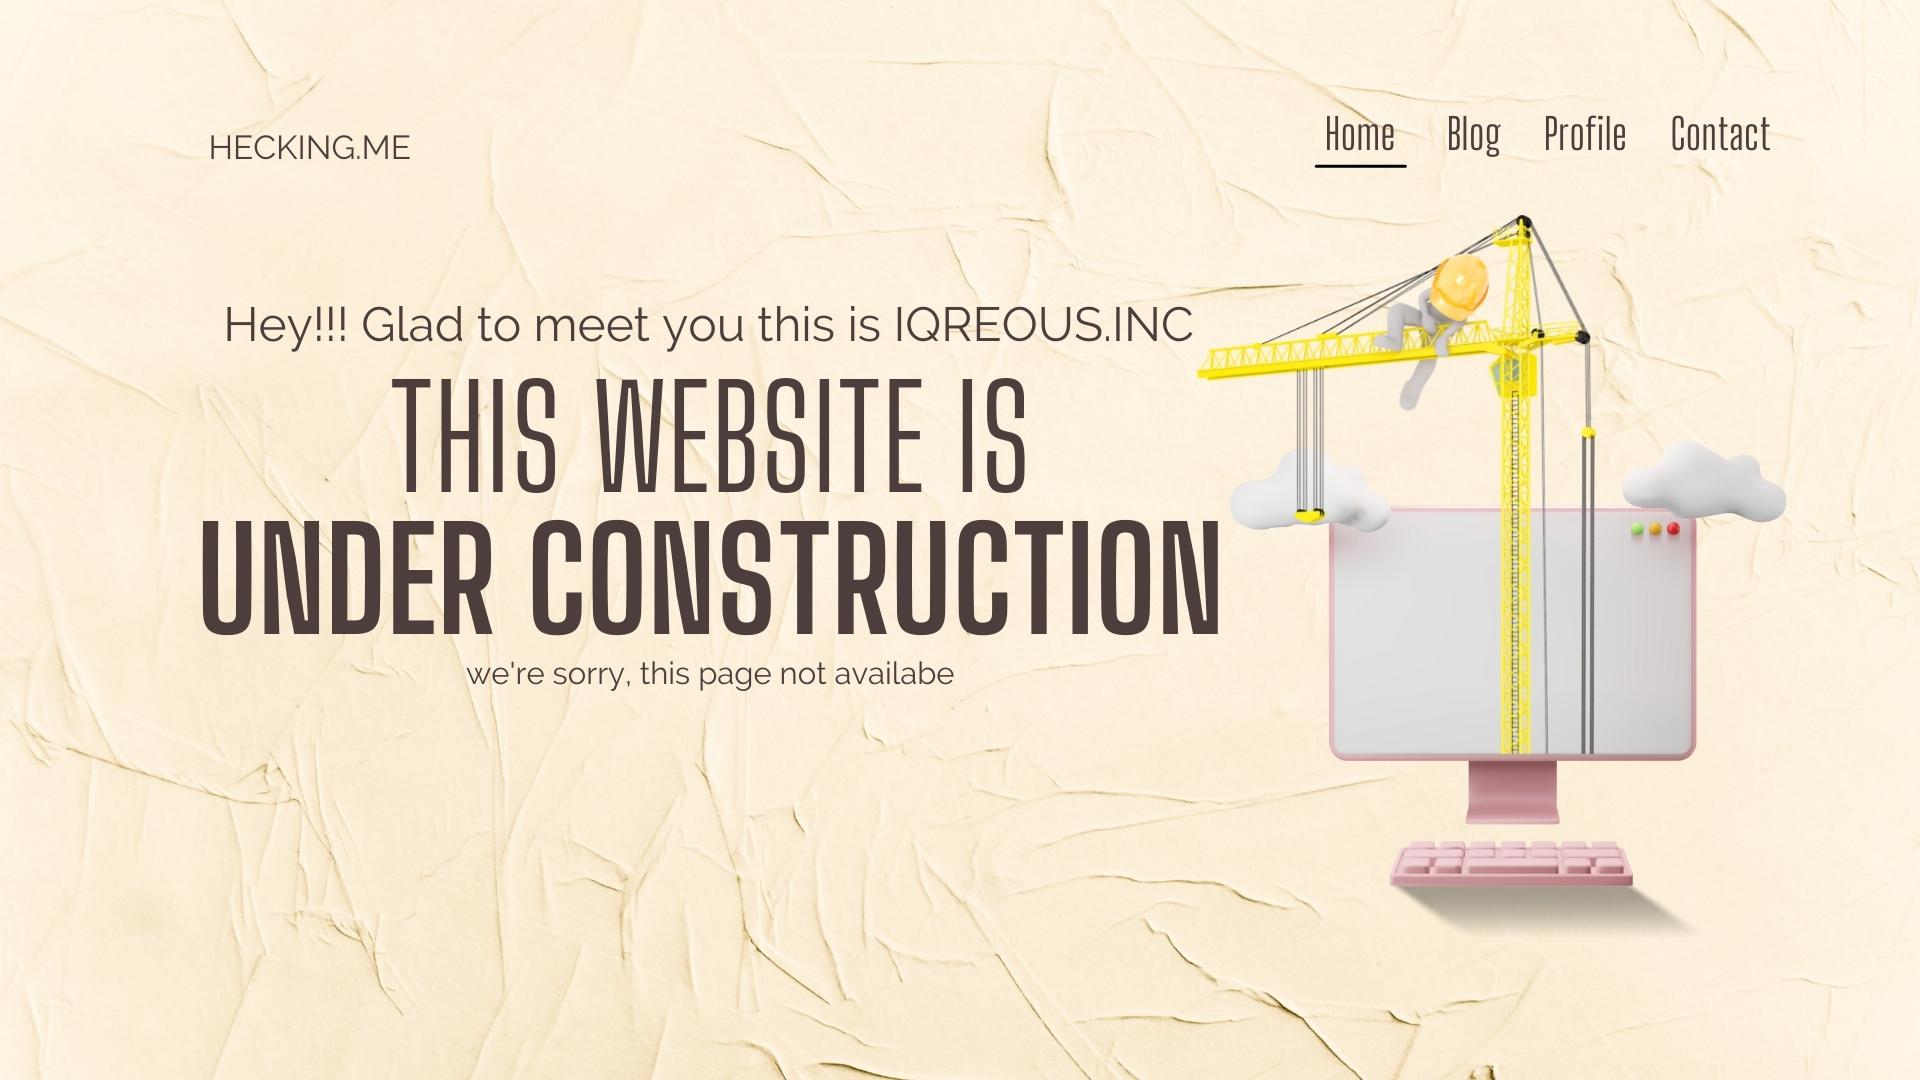 HECKING.ME
Home Blog Profile Contact
Hey!!! Glad to meet you this is IQREOUS.INC
THIS WEBSITE IS
UNDER CONSTRUCTION
we're sorry, this page not availabe